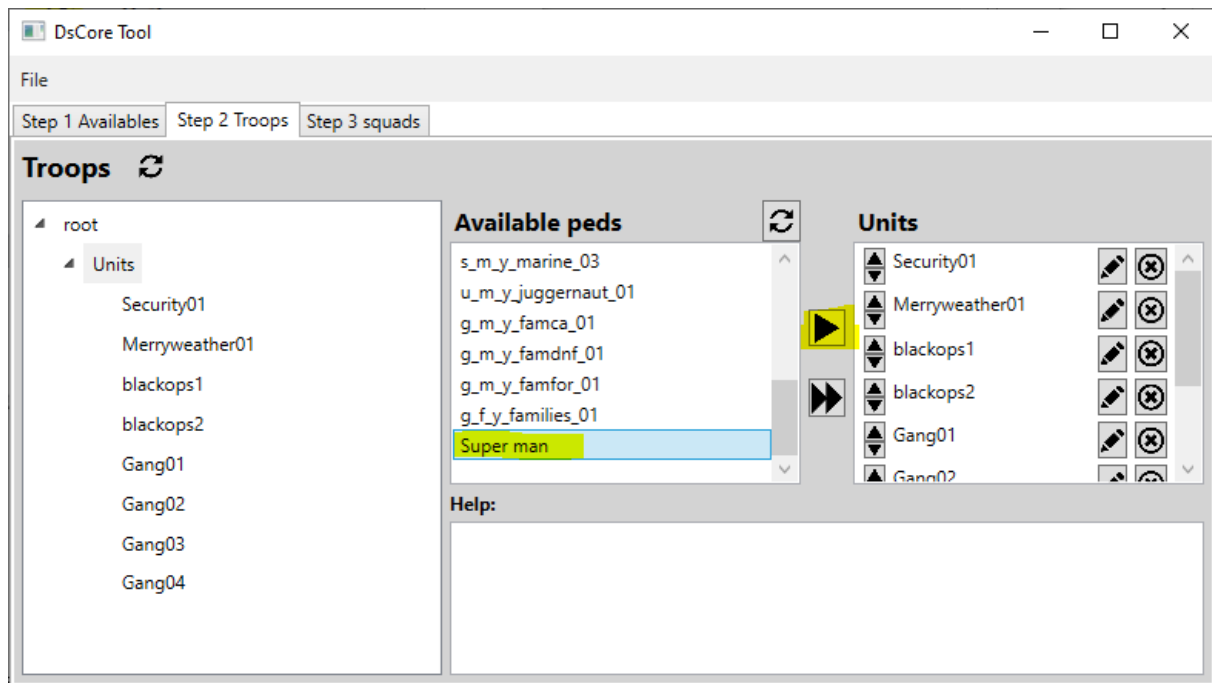 DsCore Tool
File
Step 1 Availables
Step 2 Troops
Step 3 squads
Troops
root
Units
Security01
Merryweather01
blackops1
blackops2
Gang01
Gang02
Gang03
Gang04
Available peds
s_m_y_marine_03
u_m_y_juggernaut_01
g_m_y_famca_01
g_m_y_famdnf_01
g_m_y_famfor_01
g_f_y_families_01
Super man
Units
Security01
Merryweather01
blackops1
blackops2
Gang01
Gang02
Help: